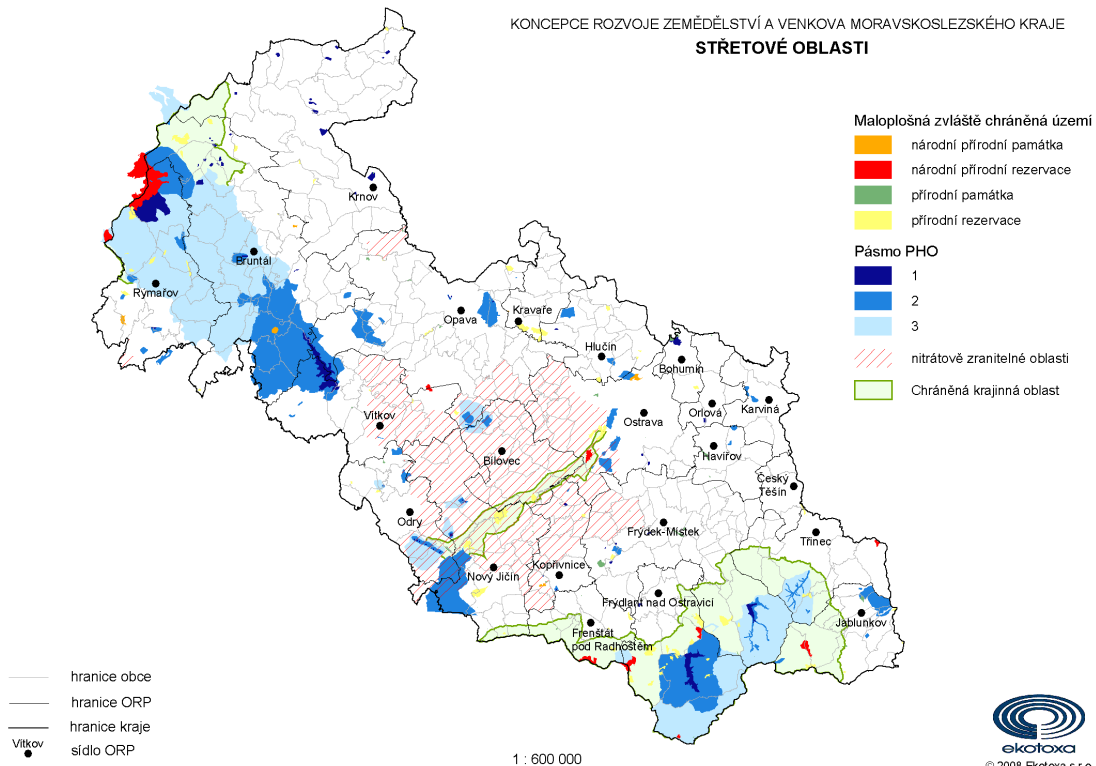 KONCEPCE ROZVOJE ZEMĚDĚLSTVÍ A VENKOVA MORAVSKOSLEZSKÉHO KRAJE
STŘETOVÉ OBLASTI
Maloplošná zvláště chráněná území
národní přírodní památka
národní přírodní rezervace
přírodní památka
přírodní rezervace
Pásmo PHO
1
2
3
nitrátově zranitelné oblasti
Chráněná krajinná oblast
Krnov
Bruntál
Rýmařov
Opava
Kravaře
Hlučín
Bohumín
Vítkov
Ostrava
Orlová
Karviná
Bílovec
Havířov
Český
Těšín
Odry
Frýdek-Místek
Třinec
Nový Jičín
Kopřivnice
Frýdlant nad Ostravicí
Jablunkov
Frenštát
pod Radhoštěm
hranice obce
hranice ORP
hranice kraje
Vítkov
sídlo ORP
1 : 600 000
ekotoxa
© 2008 Ekotoxa s.r.o.